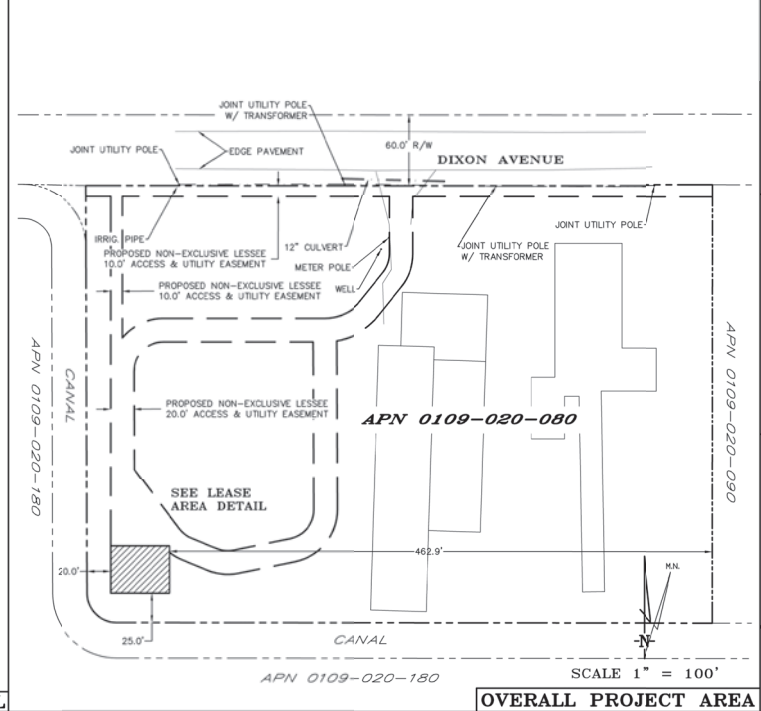 JOINT UTILITY POLE
W/ TRANSFORMER
JOINT UTILITY POLE
EDGE PAVEMENT
60.0' R/W
DIXON AVENUE
IRRIG. PIPE
PROPOSED NON-EXCLUSIVE LESSEE
10.0' ACCESS & UTILITY EASEMENT
12" CULVERT
METER POLE
WELL
JOINT UTILITY POLE
W/ TRANSFORMER
JOINT UTILITY POLE
PROPOSED NON-EXCLUSIVE LESSEE
10.0' ACCESS & UTILITY EASEMENT
APN 0109-020-180
CANAL
PROPOSED NON-EXCLUSIVE LESSEE
20.0' ACCESS & UTILITY EASEMENT
APN 0109-020-080
APN 0109-020-090
SEE LEASE
AREA DETAIL
462.9'
20.0'
25.0'
M.N.
-N-
CANAL
APN 0109-020-180
SCALE 1" = 100'
OVERALL PROJECT AREA